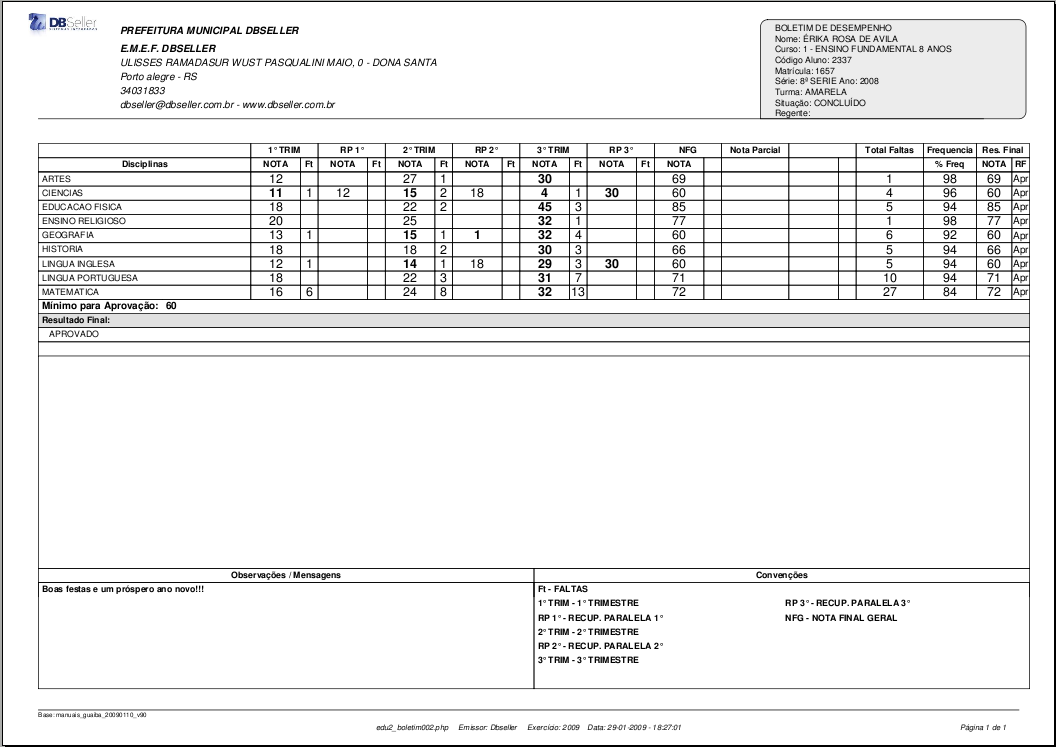 DBSeller
PREFEITURA MUNICIPAL DBSELLER
E.M.E.F. DBSELLER
ULISSES RAMADASUR WUST PASQUALINI MAIO, 0 - DONA SANTA
Porto alegre - RS
34031833
dbseller@dbseller.com.br - www.dbseller.com.br
BOLETIM DE DESEMPENHO
Nome: ÉRIKA ROSA DE AVILA
Curso: 1 - ENSINO FUNDAMENTAL 8 ANOS
Código Aluno: 2337
Matrícula: 1657
Série: 8ª SERIE Ano: 2008
Turma: AMARELA
Situação: CONCLUÍDO
Regente:
1° TRIM RP 1° 2° TRIM RP 2° 3° TRIM RP 3° NFG Nota Parcial Total Faltas Frequencia Res. Final
Disciplinas NOTA Ft NOTA Ft NOTA Ft NOTA Ft NOTA Ft NOTA Ft NOTA % Freq NOTA RF
ARTES 12 27 1 30 69 1 98 69 Apr
CIENCIAS 11 1 12 15 2 18 4 1 30 60 4 96 60 Apr
EDUCACAO FISICA 18 22 2 45 3 85 5 94 85 Apr
ENSINO RELIGIOSO 20 25 32 1 77 1 98 77 Apr
GEOGRAFIA 13 1 15 1 1 32 4 60 6 92 60 Apr
HISTORIA 18 18 2 30 3 66 5 94 66 Apr
LINGUA INGLESA 12 1 14 1 18 29 3 30 60 5 94 60 Apr
LINGUA PORTUGUESA 18 22 3 31 7 71 10 94 71 Apr
MATEMATICA 16 6 24 8 32 13 72 27 84 72 Apr
Mínimo para Aprovação: 60
Resultado Final:
APROVADO
Observações / Mensagens
Boas festas e um próspero ano novo!!!
Convenções
Ft - FALTAS
1° TRIM - 1° TRIMESTRE RP 3° - RECUP. PARALELA 3°
RP 1° - RECUP. PARALELA 1° NFG - NOTA FINAL GERAL
2° TRIM - 2° TRIMESTRE
RP 2° - RECUP. PARALELA 2°
3° TRIM - 3° TRIMESTRE
Base: manuais_guaiba_20090110_v90
edu2_boletim002.php Emissor: Dbseller Exercício: 2009 Data: 29-01-2009 - 18:27:01 Página 1 de 1